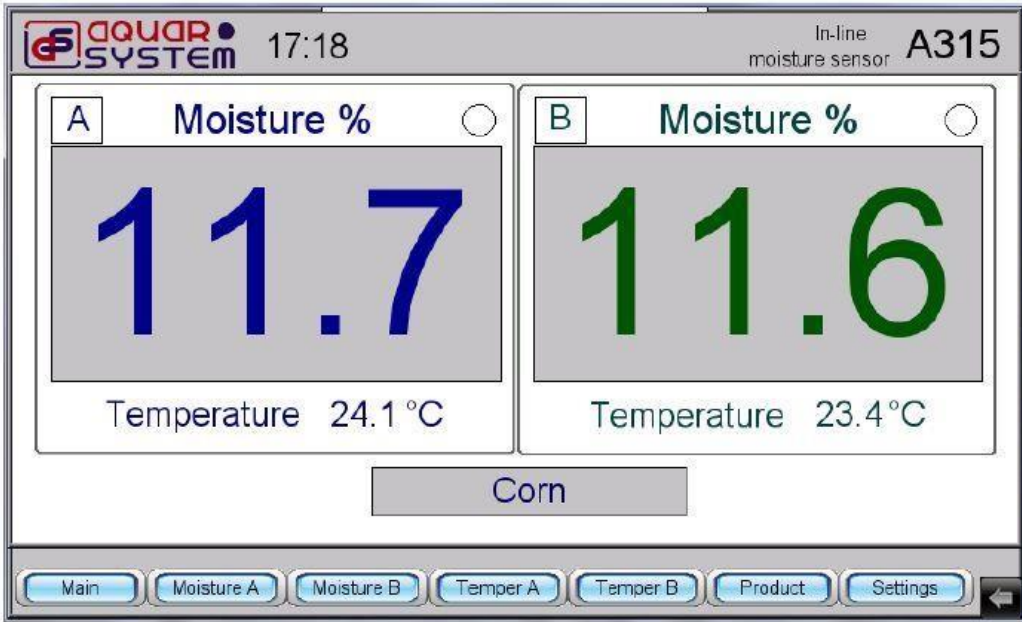 AQUAR SYSTEM 17:18 In-line moisture sensor A315
A Moisture %
11.7
Temperature 24.1 °C
B Moisture %
11.6
Temperature 23.4 °C
Corn
Main Moisture A Moisture B Temper A Temper B Product Settings